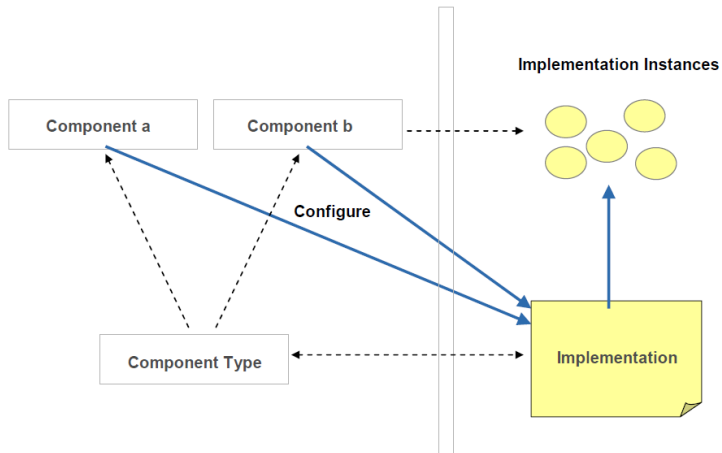 Implementation Instances
Component a
Component b
Configure
Component Type
Implementation